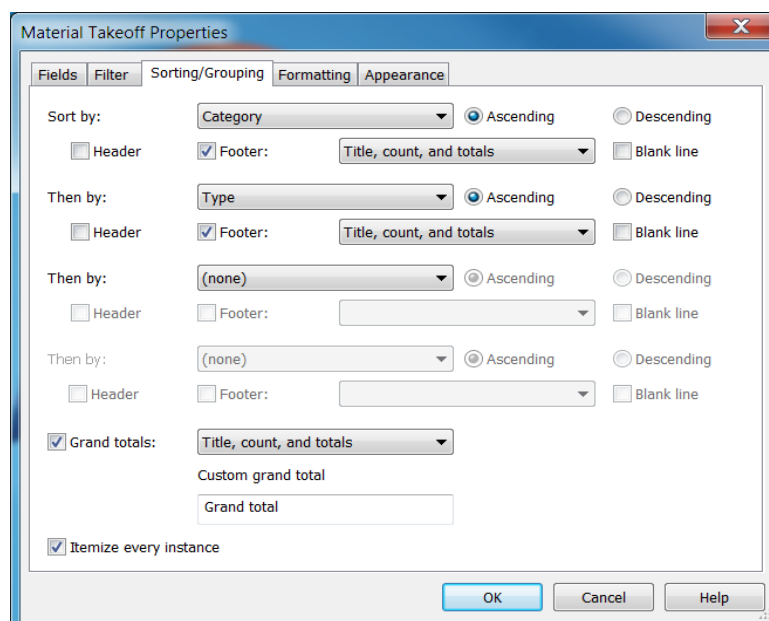 Material Takeoff Properties
Fields Filter Sorting/Grouping Formatting Appearance
Sort by: Category Ascending Descending
Header Footer: Title, count, and totals Blank line
Then by: Type Ascending Descending
Header Footer: Title, count, and totals Blank line
Then by: (none) Ascending Descending
Header Footer: Blank line
Then by: (none) Ascending Descending
Header Footer: Blank line
Grand totals: Title, count, and totals
Custom grand total
Grand total
Itemize every instance
OK Cancel Help